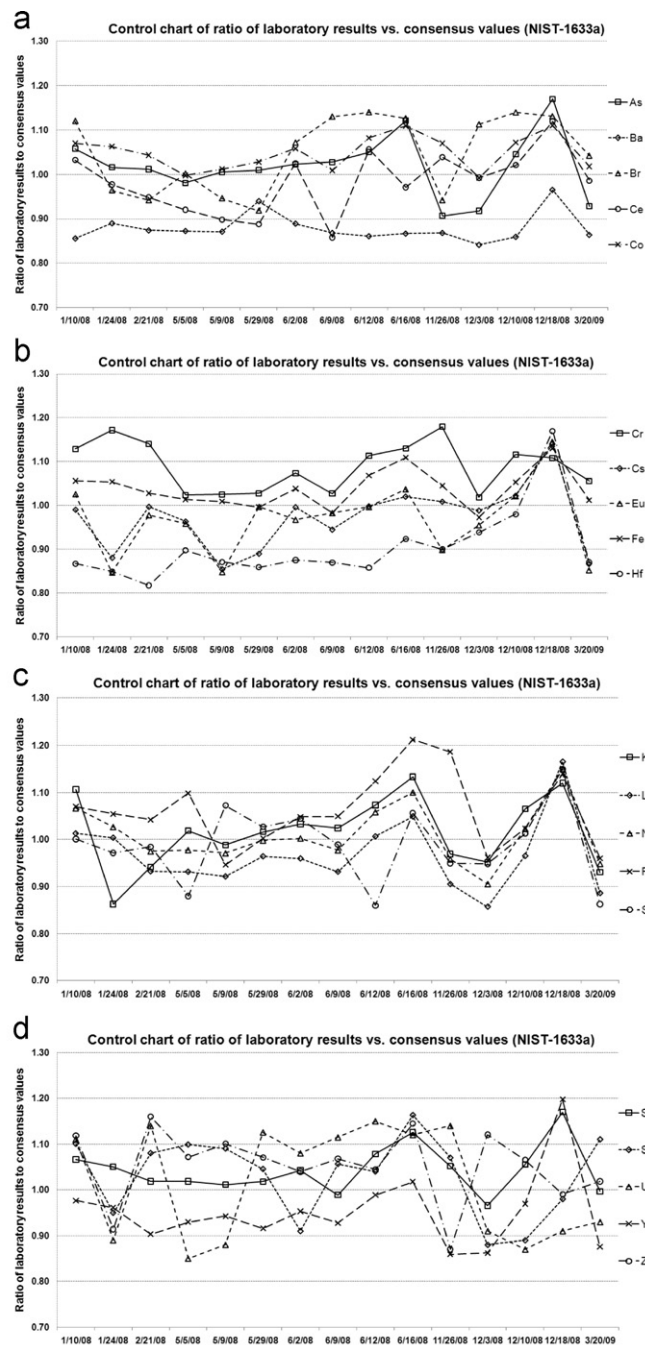 a
Control chart of ratio of laboratory results vs. consensus values (NIST-1633a)
Ratio of laboratory results to consensus values
1.30
1.20
1.10
1.00
0.90
0.80
0.70
1/10/08 1/24/08 2/21/08 5/5/08 5/9/08 5/29/08 6/2/08 6/9/08 6/12/08 6/16/08 11/26/08 12/3/08 12/10/08 12/18/08 3/20/09
As
Ba
Br
Ce
Co
b
Control chart of ratio of laboratory results vs. consensus values (NIST-1633a)
Ratio of laboratory results to consensus values
1.30
1.20
1.10
1.00
0.90
0.80
0.70
1/10/08 1/24/08 2/21/08 5/5/08 5/9/08 5/29/08 6/2/08 6/9/08 6/12/08 6/16/08 11/26/08 12/3/08 12/10/08 12/18/08 3/20/09
Cr
Cs
Eu
Fe
Hf
c
Control chart of ratio of laboratory results vs. consensus values (NIST-1633a)
Ratio of laboratory results to consensus values
1.30
1.20
1.10
1.00
0.90
0.80
0.70
1/10/08 1/24/08 2/21/08 5/5/08 5/9/08 5/29/08 6/2/08 6/9/08 6/12/08 6/16/08 11/26/08 12/3/08 12/10/08 12/18/08 3/20/09
d
Control chart of ratio of laboratory results vs. consensus values (NIST-1633a)
Ratio of laboratory results to consensus values
1.30
1.20
1.10
1.00
0.90
0.80
0.70
1/10/08 1/24/08 2/21/08 5/5/08 5/9/08 5/29/08 6/2/08 6/9/08 6/12/08 6/16/08 11/26/08 12/3/08 12/10/08 12/18/08 3/20/09